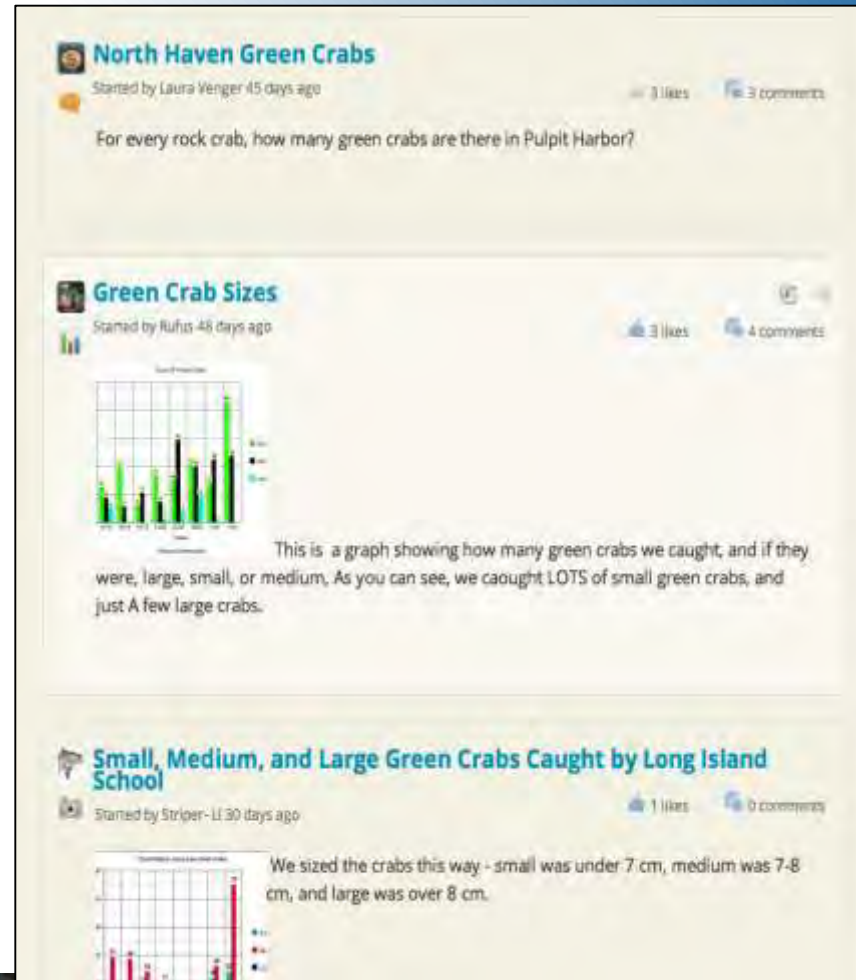 North Haven Green Crabs
Started by Laura Venger 45 days ago
3 likes 3 comments
For every rock crab, how many green crabs are there in Pulpit Harbor?
Green Crab Sizes
Started by Rufus 48 days ago
3 likes 4 comments
This is a graph showing how many green crabs we caught, and if they
were, large, small, or medium, As you can see, we caought LOTS of small green crabs, and
just A few large crabs.
Small, Medium, and Large Green Crabs Caught by Long Island
School
Started by Striper-LI 30 days ago
1 likes 0 comments
We sized the crabs this way - small was under 7 cm, medium was 7-8
cm, and large was over 8 cm.